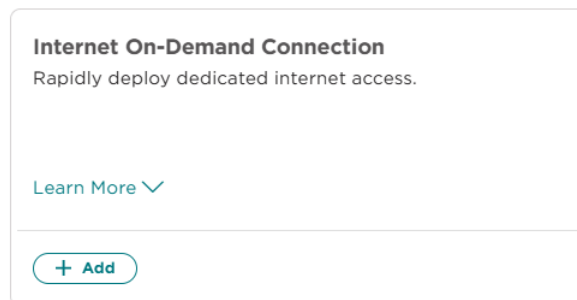 Internet On-Demand Connection
Rapidly deploy dedicated internet access.
Learn More
+ Add